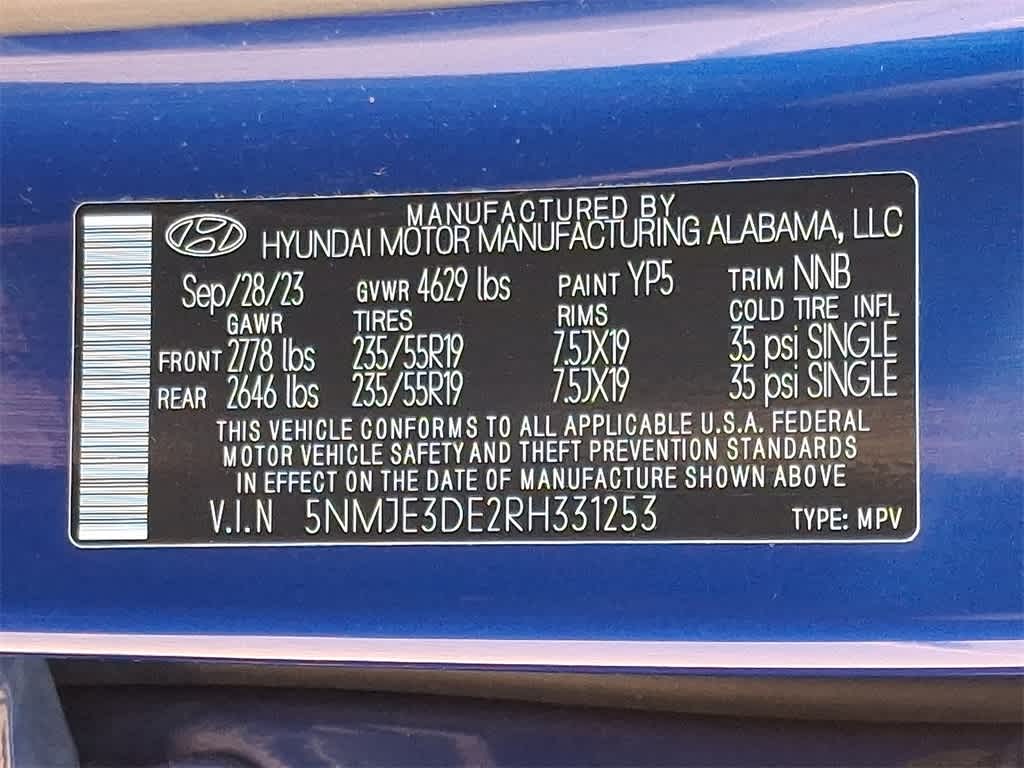 MANUFACTURED BY
HYUNDAI MOTOR MANUFACTURING ALABAMA, LLC
Sep/28/23 GVWR 4629 lbs PAINT YP5 TRIM NNB
GAWR TIRES RIMS COLD TIRE INFL
FRONT 2778 lbs 235/55R19 7.5JX19 35 psi SINGLE
REAR 2646 lbs 235/55R19 7.5JX19 35 psi SINGLE
THIS VEHICLE CONFORMS TO ALL APPLICABLE U.S.A. FEDERAL
MOTOR VEHICLE SAFETY AND THEFT PREVENTION STANDARDS
IN EFFECT ON THE DATE OF MANUFACTURE SHOWN ABOVE
V.I.N 5NMJE3DE2RH331253 TYPE: MPV